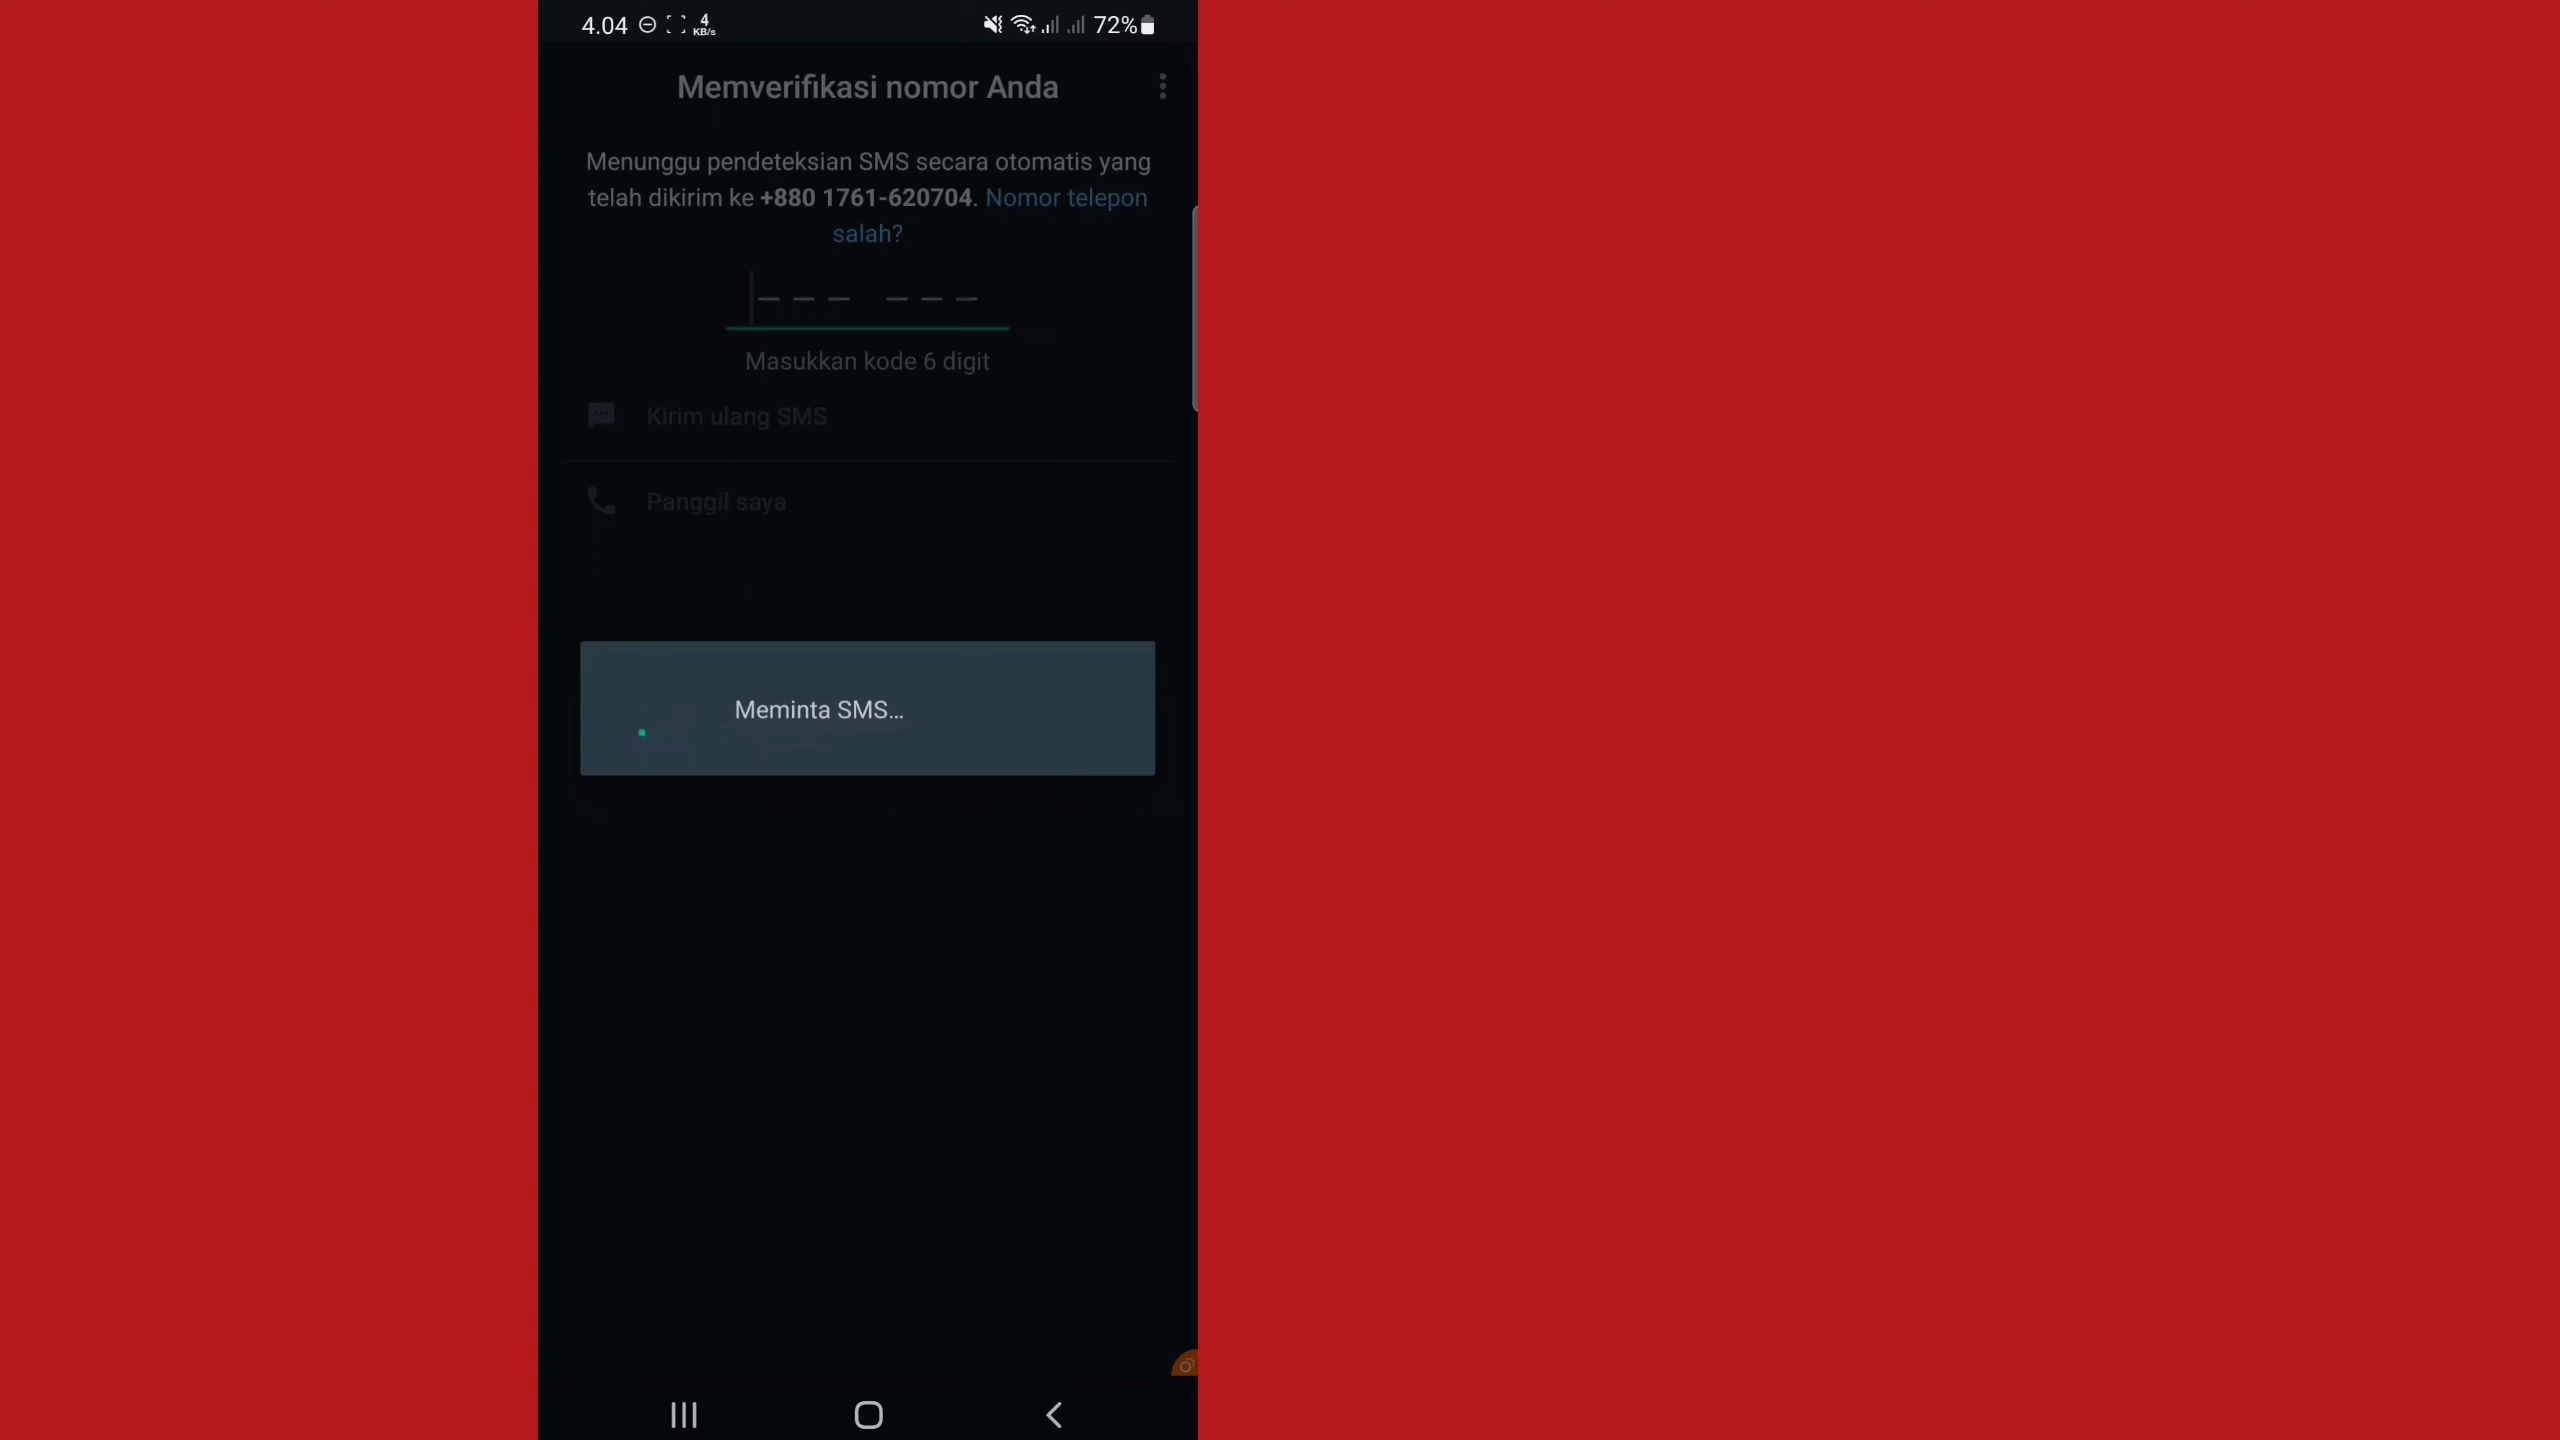 4.04 4 KB/s 72%
Memverifikasi nomor Anda
Menunggu pendeteksian SMS secara otomatis yang
telah dikirim ke +880 1761-620704. Nomor telepon
salah?
Masukkan kode 6 digit
Kirim ulang SMS
Panggil saya
Meminta SMS...